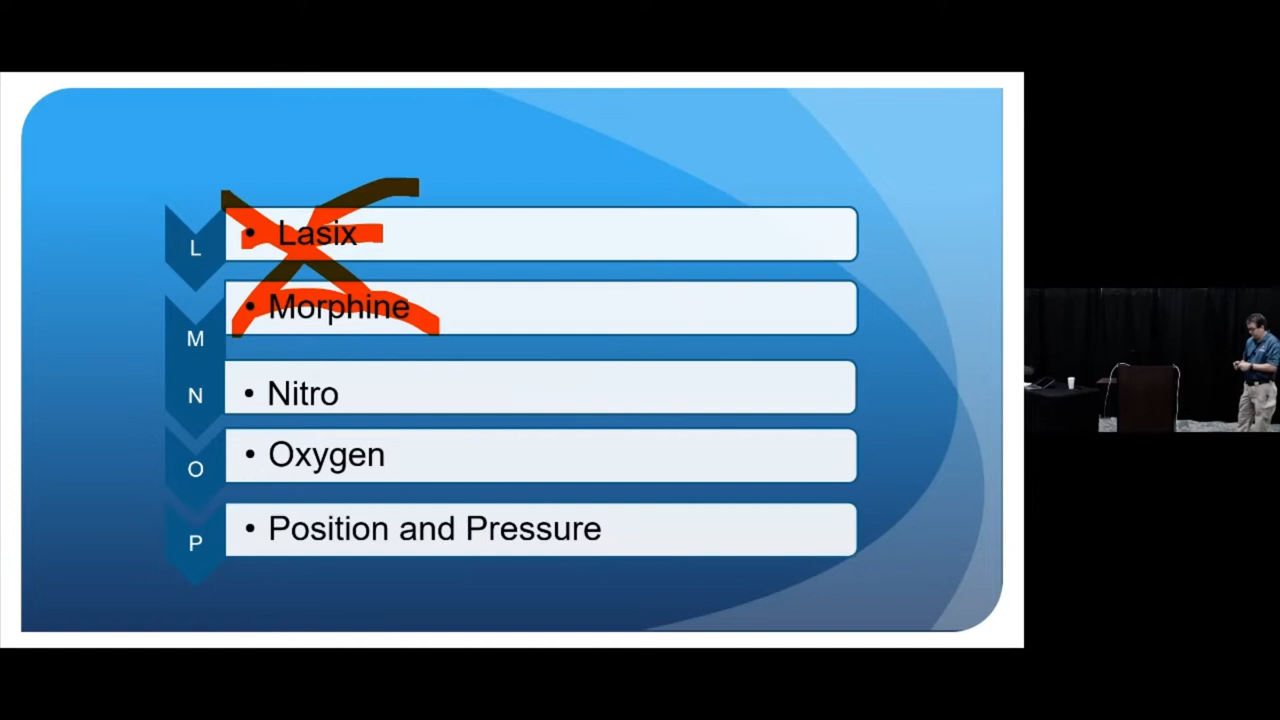 L
• Lasix
M
• Morphine
N
• Nitro
O
• Oxygen
P
• Position and Pressure